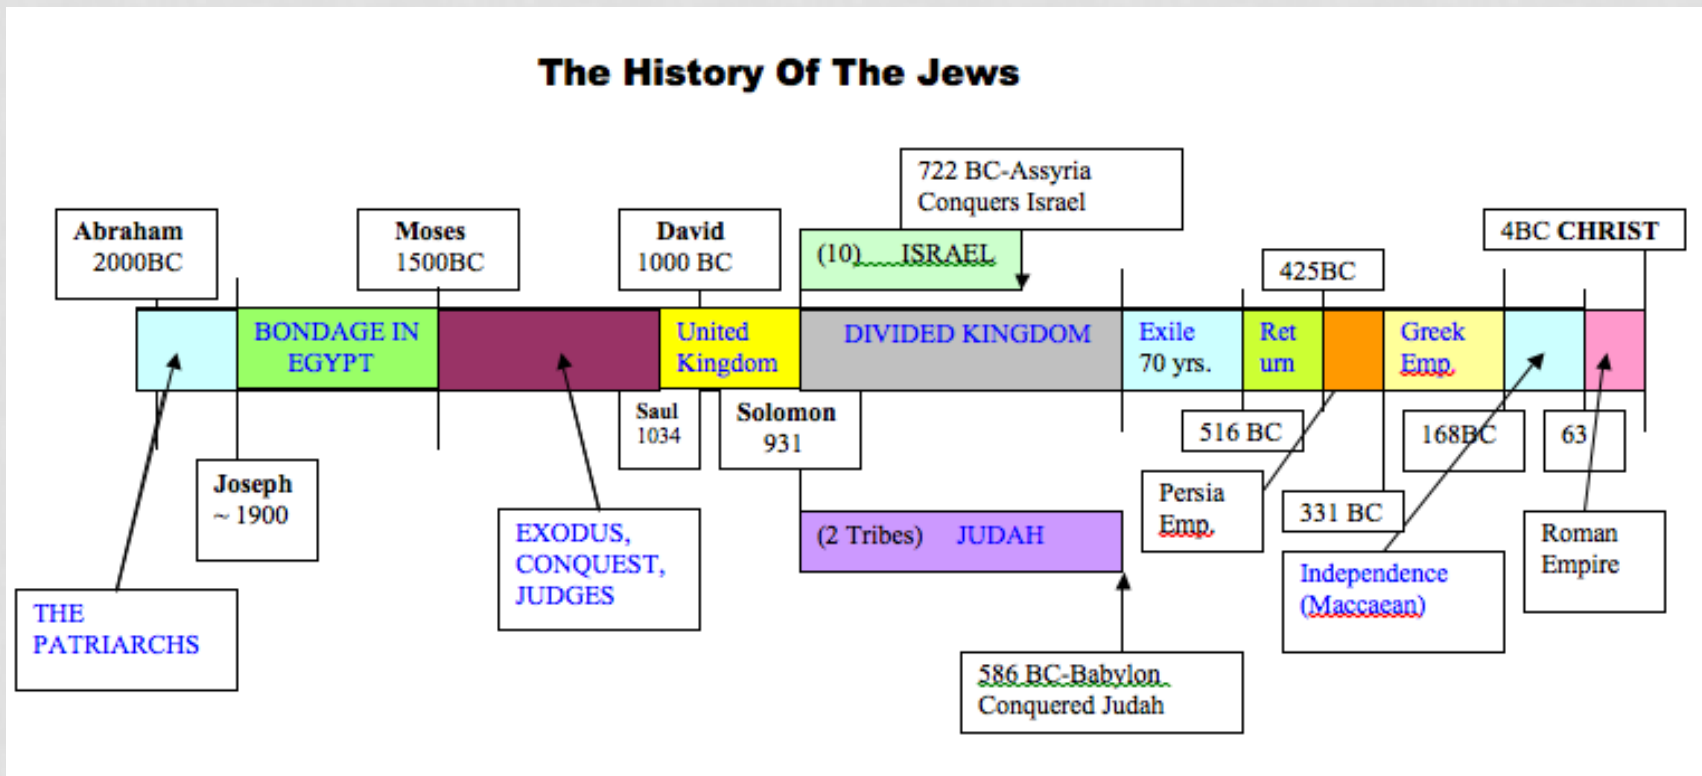 The History Of The Jews
722 BC-Assyria
Conquers Israel
Abraham
2000BC
Moses
1500BC
David
1000 BC
4BC CHRIST
(10) ISRAEL
425BC
BONDAGE IN
EGYPT
United
Kingdom
DIVIDED KINGDOM
Exile
70 yrs.
Ret
urn
Greek
Emp.
Saul
1034
Solomon
931
516 BC
168BC
63
Joseph
~ 1900
Persia
Emp.
331 BC
EXODUS,
CONQUEST,
JUDGES
(2 Tribes) JUDAH
Roman
Empire
Independence
(Maccaean)
THE
PATRIARCHS
586 BC-Babylon
Conquered Judah